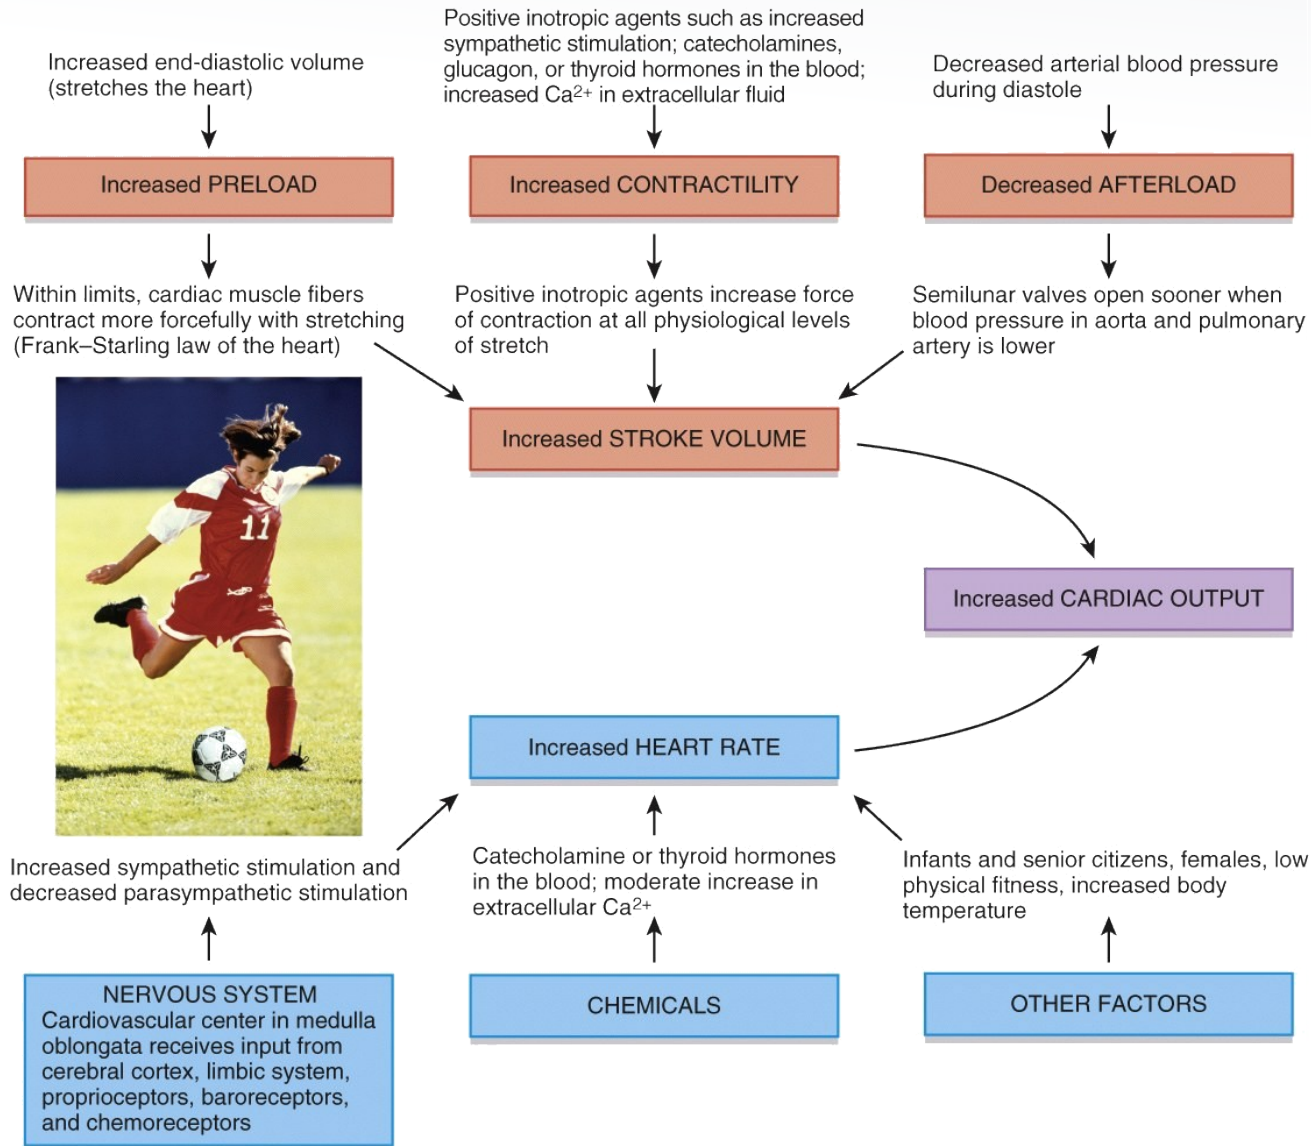 Increased end-diastolic volume
(stretches the heart)
Increased PRELOAD
Within limits, cardiac muscle fibers
contract more forcefully with stretching
(Frank–Starling law of the heart)
Positive inotropic agents such as increased
sympathetic stimulation; catecholamines,
glucagon, or thyroid hormones in the blood;
increased Ca²⁺ in extracellular fluid
Increased CONTRACTILITY
Positive inotropic agents increase force
of contraction at all physiological levels
of stretch
Decreased arterial blood pressure
during diastole
Decreased AFTERLOAD
Semilunar valves open sooner when
blood pressure in aorta and pulmonary
artery is lower
Increased STROKE VOLUME
11
Increased CARDIAC OUTPUT
Increased HEART RATE
Increased sympathetic stimulation and
decreased parasympathetic stimulation
NERVOUS SYSTEM
Cardiovascular center in medulla
oblongata receives input from
cerebral cortex, limbic system,
proprioceptors, baroreceptors,
and chemoreceptors
Catecholamine or thyroid hormones
in the blood; moderate increase in
extracellular Ca²⁺
CHEMICALS
Infants and senior citizens, females, low
physical fitness, increased body
temperature
OTHER FACTORS